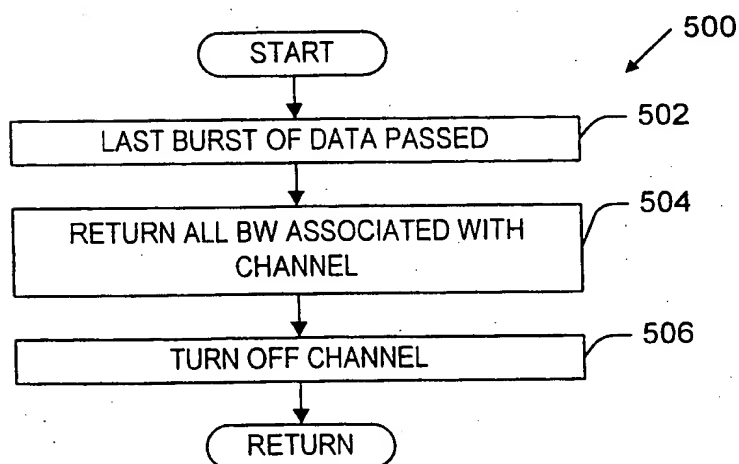 500
START
LAST BURST OF DATA PASSED
502
RETURN ALL BW ASSOCIATED WITH
CHANNEL
504
TURN OFF CHANNEL
506
RETURN